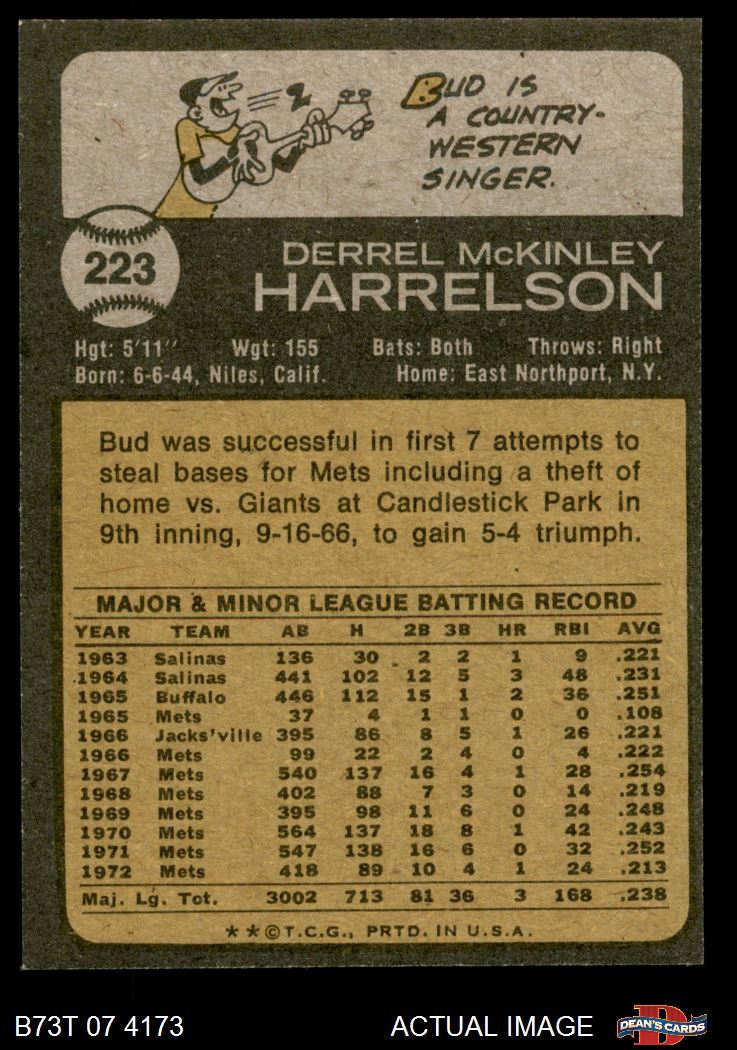 BUD IS
A COUNTRY-
WESTERN
SINGER.
223
DERREL McKINLEY
HARRELSON
Hgt: 5'11" Wgt: 155 Bats: Both Throws: Right
Born: 6-6-44, Niles, Calif. Home: East Northport, N.Y.
Bud was successful in first 7 attempts to
steal bases for Mets including a theft of
home vs. Giants at Candlestick Park in
9th inning, 9-16-66, to gain 5-4 triumph.
MAJOR & MINOR LEAGUE BATTING RECORD
YEAR TEAM AB H 2B 3B HR RBI AVG
1963 Salinas 136 30 2 2 1 9 .221
1964 Salinas 441 102 12 5 3 48 .231
1965 Buffalo 446 112 15 1 2 36 .251
1965 Mets 37 4 1 1 0 0 .108
1966 Jacks'ville 395 86 8 5 1 26 .221
1966 Mets 99 22 2 4 0 4 .222
1967 Mets 540 137 16 4 1 28 .254
1968 Mets 402 88 7 3 0 14 .219
1969 Mets 395 98 11 6 0 24 .248
1970 Mets 564 137 18 8 1 42 .243
1971 Mets 547 138 16 6 0 32 .252
1972 Mets 418 89 10 4 1 24 .213
Maj. Lg. Tot. 3002 713 81 36 3 168 .238
**©T.C.G., PRTD. IN U.S.A.
B73T 07 4173 ACTUAL IMAGE D DEAN'S CARDS